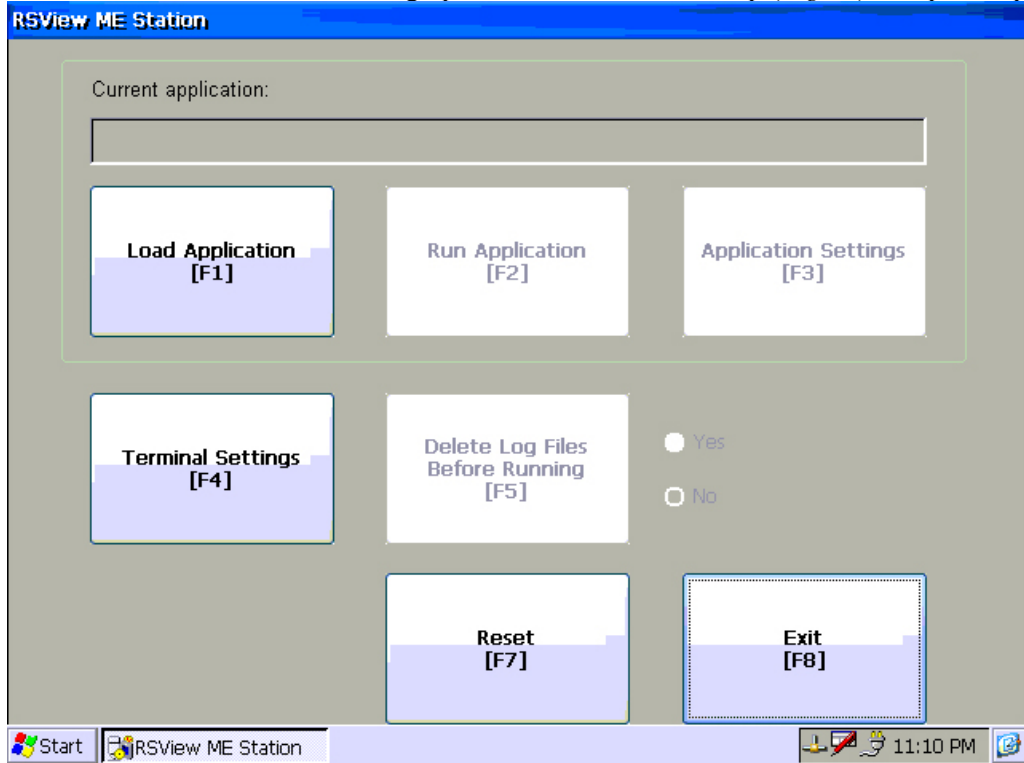 RSView ME Station
Current application:
Load Application
[F1]
Run Application
[F2]
Application Settings
[F3]
Terminal Settings
[F4]
Delete Log Files
Before Running
[F5]
Yes
No
Reset
[F7]
Exit
[F8]
Start
RSView ME Station
11:10 PM